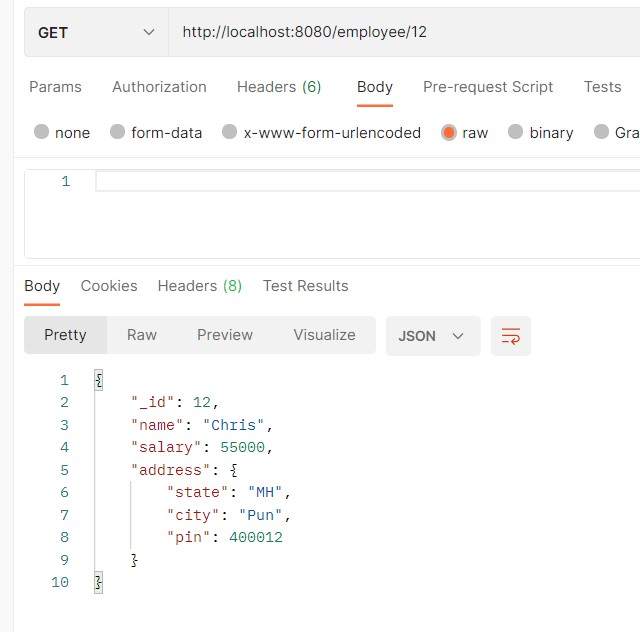 GET http://localhost:8080/employee/12
Params Authorization Headers (6) Body Pre-request Script Tests
none form-data x-www-form-urlencoded raw binary Gra
1
Body Cookies Headers (8) Test Results
Pretty Raw Preview Visualize JSON
1 {
2 "_id": 12,
3 "name": "Chris",
4 "salary": 55000,
5 "address": {
6 "state": "MH",
7 "city": "Pun",
8 "pin": 400012
9 }
10 }